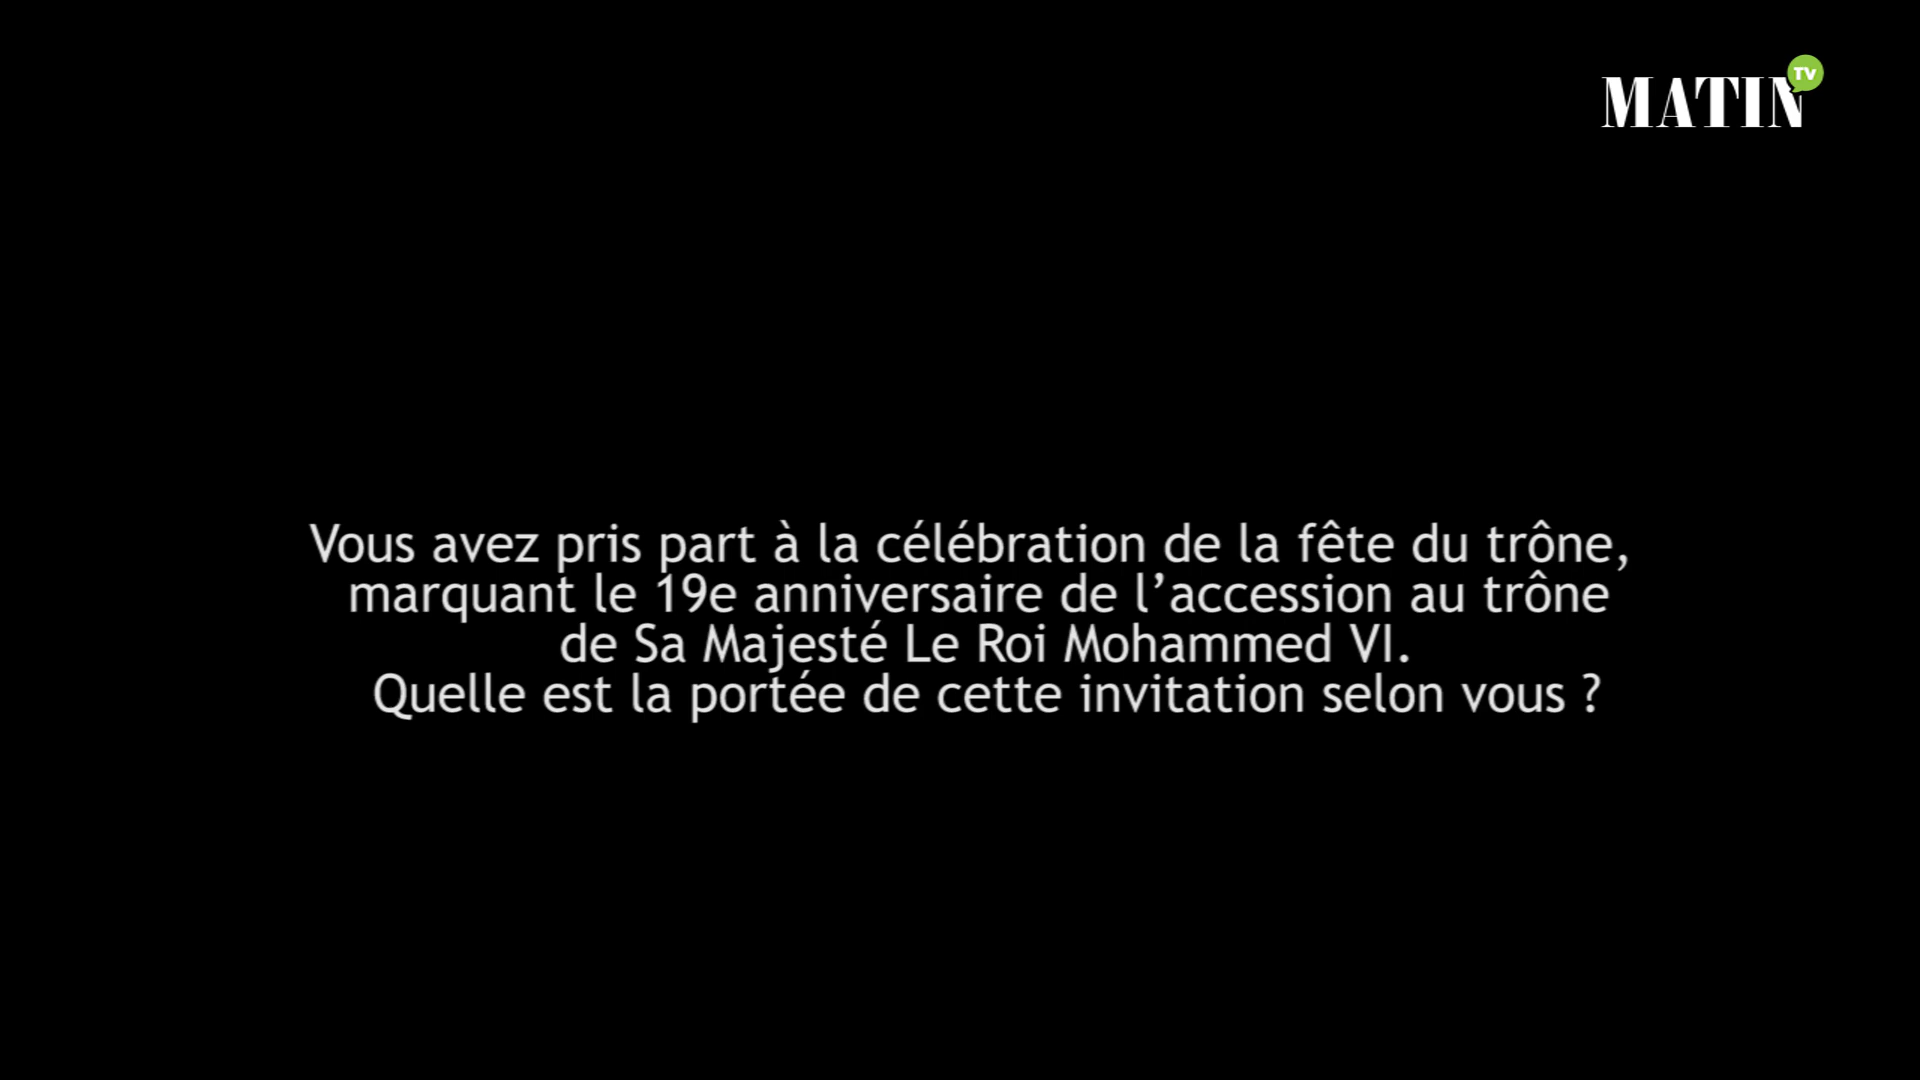 MATIN TV
Vous avez pris part à la célébration de la fête du trône,
marquant le 19e anniversaire de l’accession au trône
de Sa Majesté Le Roi Mohammed VI.
Quelle est la portée de cette invitation selon vous ?